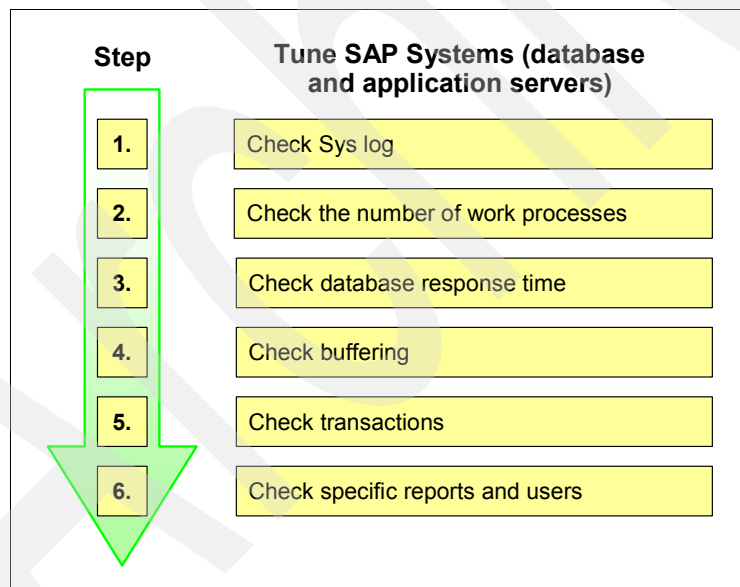 Step
Tune SAP Systems (database
and application servers)
1.
Check Sys log
2.
Check the number of work processes
3.
Check database response time
4.
Check buffering
5.
Check transactions
6.
Check specific reports and users